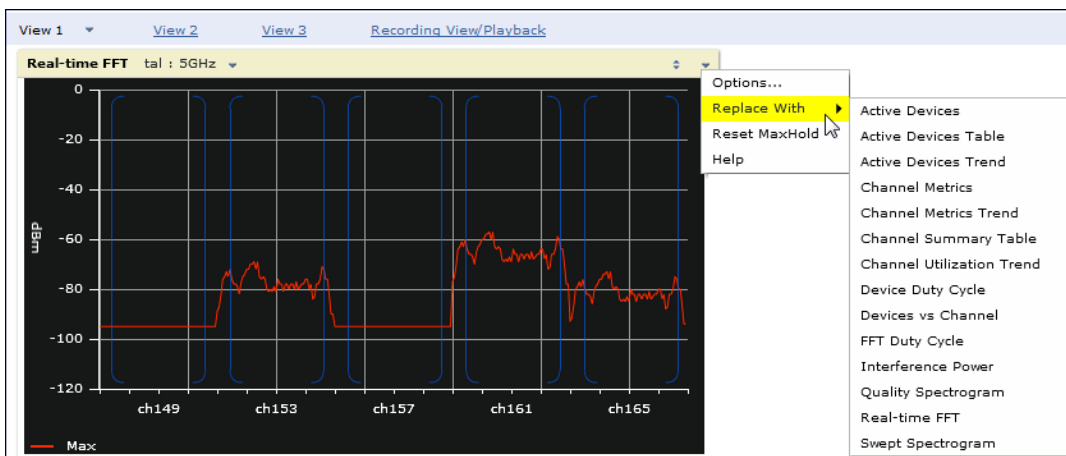 View 1 View 2 View 3 Recording View/Playback
Real-time FFT tal : 5GHz
Options...
Replace With
Reset MaxHold
Help
Active Devices
Active Devices Table
Active Devices Trend
Channel Metrics
Channel Metrics Trend
Channel Summary Table
Channel Utilization Trend
Device Duty Cycle
Devices vs Channel
FFT Duty Cycle
Interference Power
Quality Spectrogram
Real-time FFT
Swept Spectrogram
dBm
0
-20
-40
-60
-80
-100
-120
ch149 ch153 ch157 ch161 ch165
Max